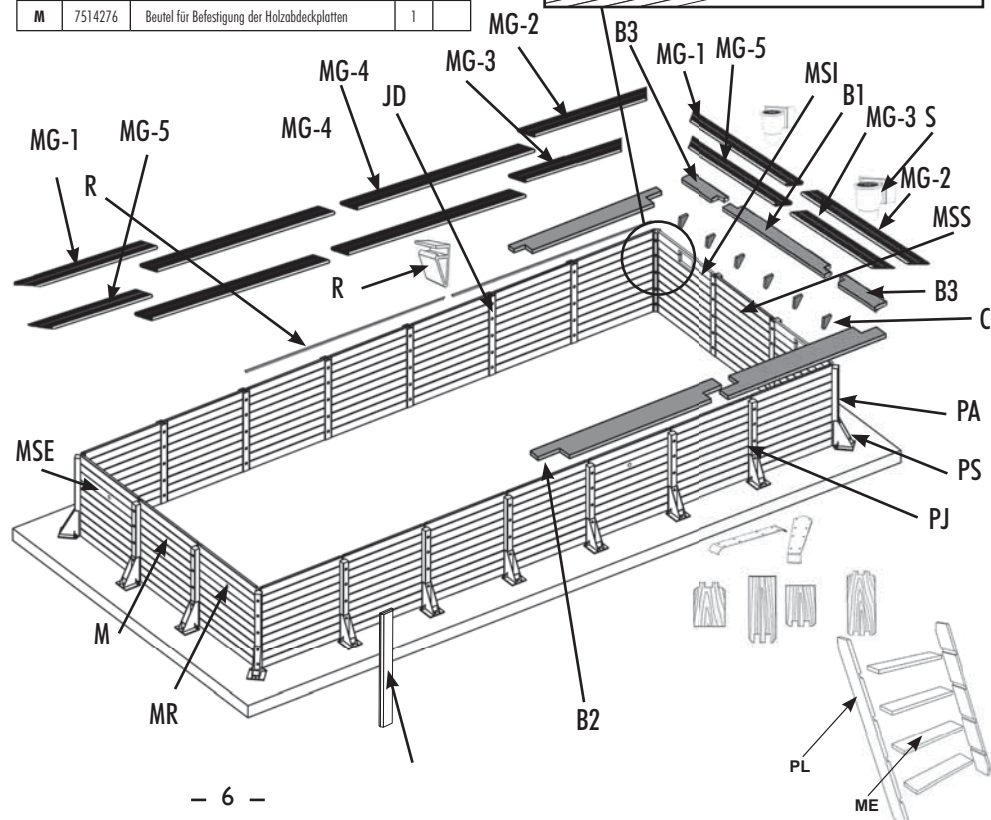 M 7514276 Beutel für Befestigung der Holzabdeckplatten 1
MG-2
B3
MG-4
MG-3
MG-1
MG-5
MSI
JD
B1
MG-4
MG-3
S
MG-1
MG-5
R
MG-2
MSS
R
B3
C
PA
MSE
PS
PJ
M
MR
B2
PL
ME
– 6 –